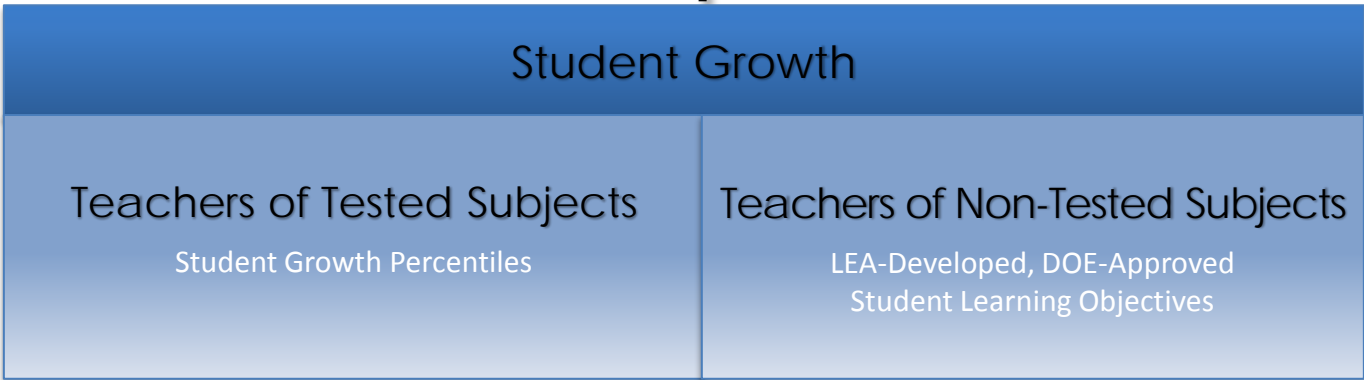 Student Growth
Teachers of Tested Subjects
Student Growth Percentiles
Teachers of Non-Tested Subjects
LEA-Developed, DOE-Approved
Student Learning Objectives